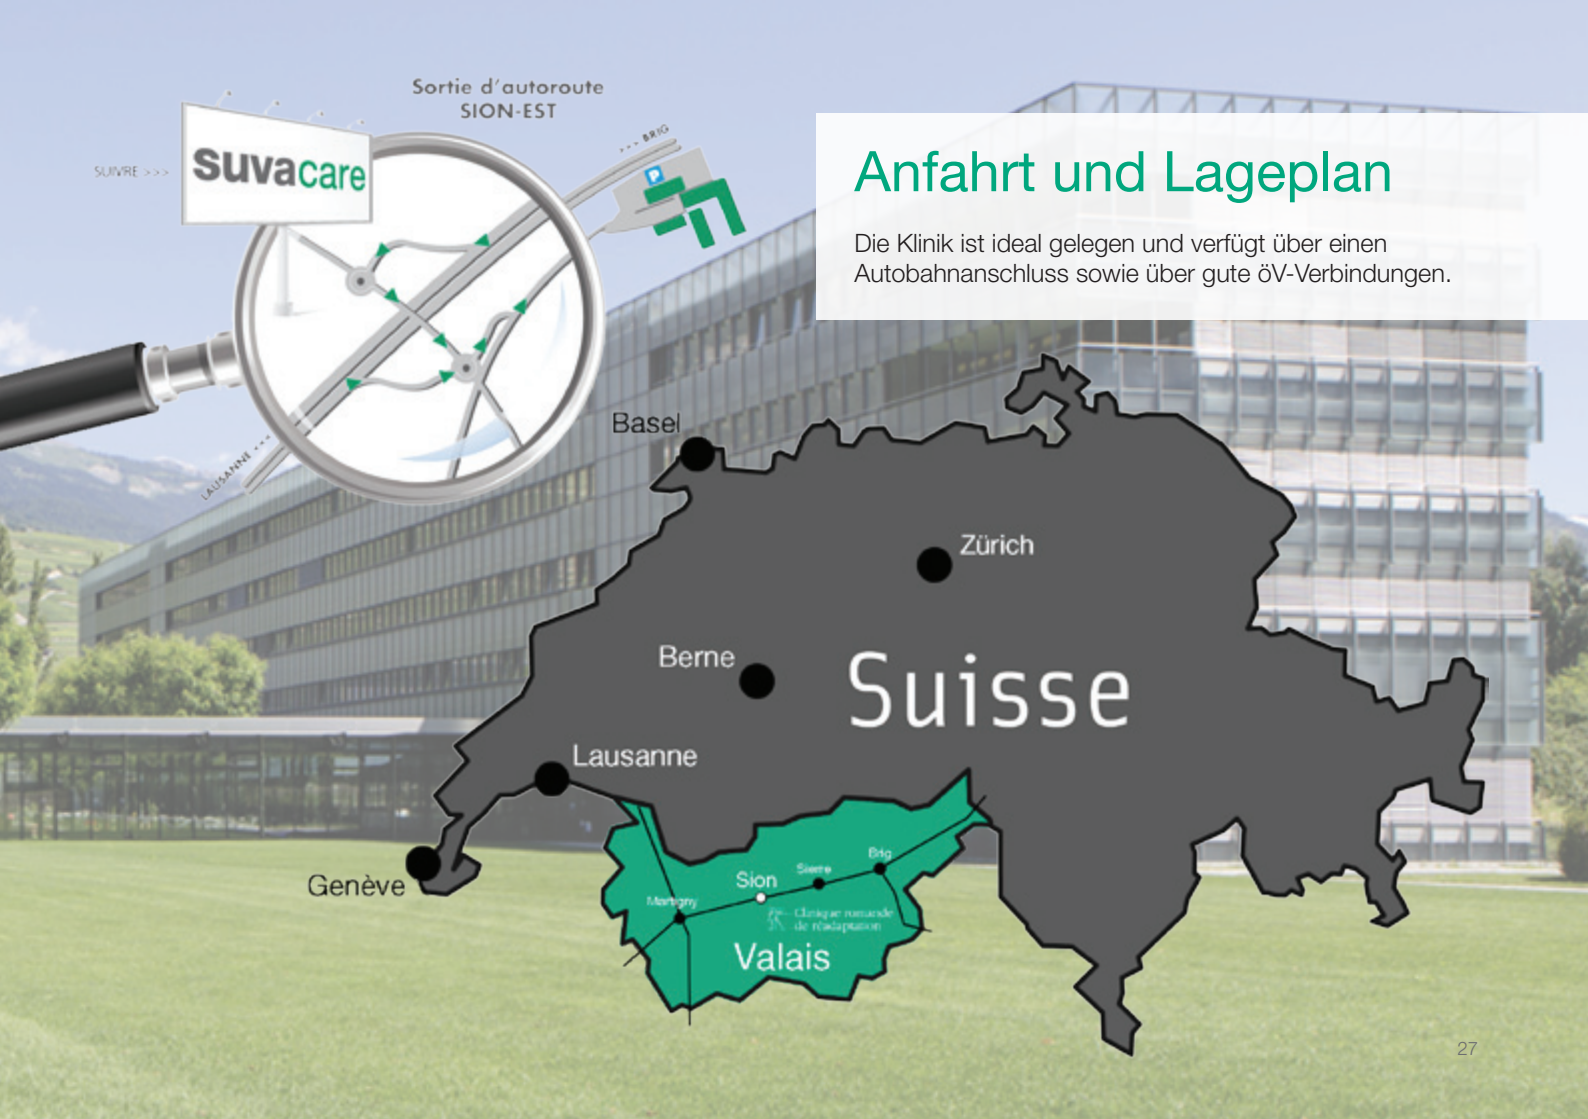 Sortie d'autoroute
SION-EST
SUIVRE >>>
suvacare
>>> BRIG
P
LAUSANNE <<<
Anfahrt und Lageplan
Die Klinik ist ideal gelegen und verfügt über einen
Autobahnanschluss sowie über gute öV-Verbindungen.
Basel
Zürich
Berne
Suisse
Lausanne
Genève
Brig
Sierre
Sion
Martigny
Clinique romande
de réadaptation
Valais
27